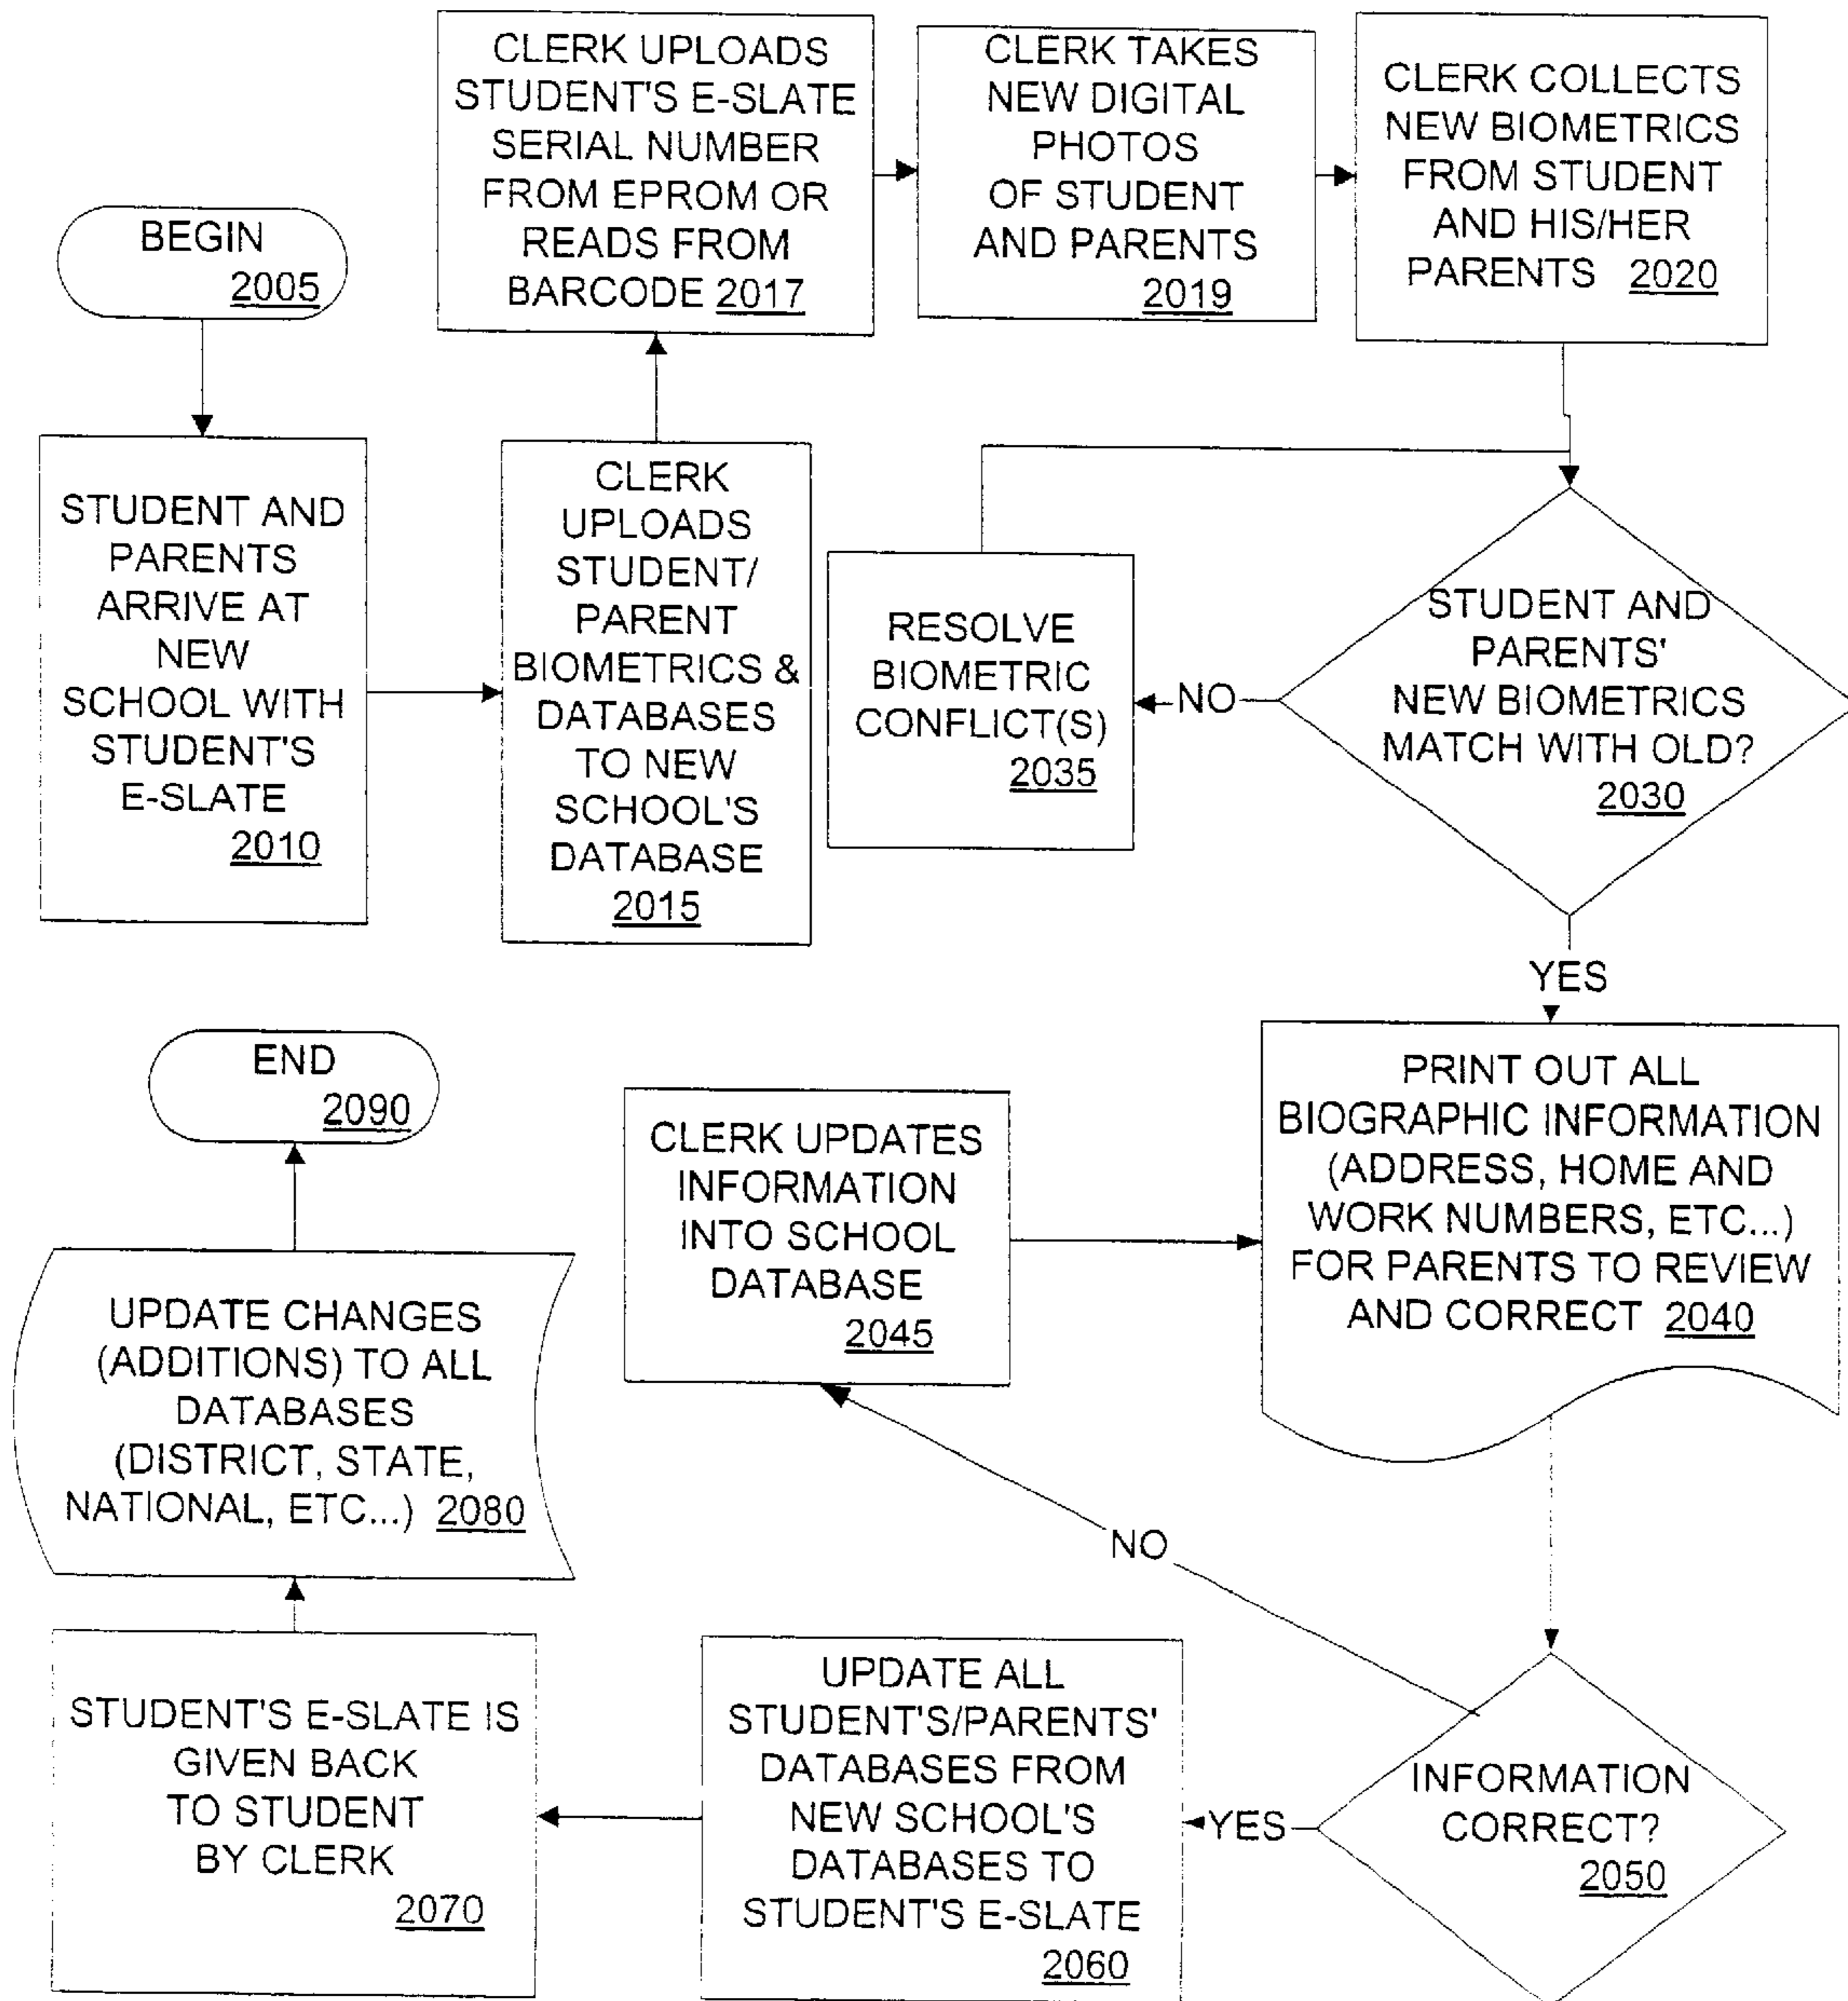 BEGIN
2005
STUDENT AND
PARENTS
ARRIVE AT
NEW
SCHOOL WITH
STUDENT'S
E-SLATE
2010
CLERK
UPLOADS
STUDENT/
PARENT
BIOMETRICS &
DATABASES
TO NEW
SCHOOL'S
DATABASE
2015
CLERK UPLOADS
STUDENT'S E-SLATE
SERIAL NUMBER
FROM EPROM OR
READS FROM
BARCODE 2017
CLERK TAKES
NEW DIGITAL
PHOTOS
OF STUDENT
AND PARENTS
2019
CLERK COLLECTS
NEW BIOMETRICS
FROM STUDENT
AND HIS/HER
PARENTS 2020
STUDENT AND
PARENTS'
NEW BIOMETRICS
MATCH WITH OLD?
2030
NO
RESOLVE
BIOMETRIC
CONFLICT(S)
2035
YES
PRINT OUT ALL
BIOGRAPHIC INFORMATION
(ADDRESS, HOME AND
WORK NUMBERS, ETC...)
FOR PARENTS TO REVIEW
AND CORRECT 2040
CLERK UPDATES
INFORMATION
INTO SCHOOL
DATABASE
2045
NO
INFORMATION
CORRECT?
2050
YES
UPDATE ALL
STUDENT'S/PARENTS'
DATABASES FROM
NEW SCHOOL'S
DATABASES TO
STUDENT'S E-SLATE
2060
STUDENT'S E-SLATE IS
GIVEN BACK
TO STUDENT
BY CLERK
2070
UPDATE CHANGES
(ADDITIONS) TO ALL
DATABASES
(DISTRICT, STATE,
NATIONAL, ETC...) 2080
END
2090